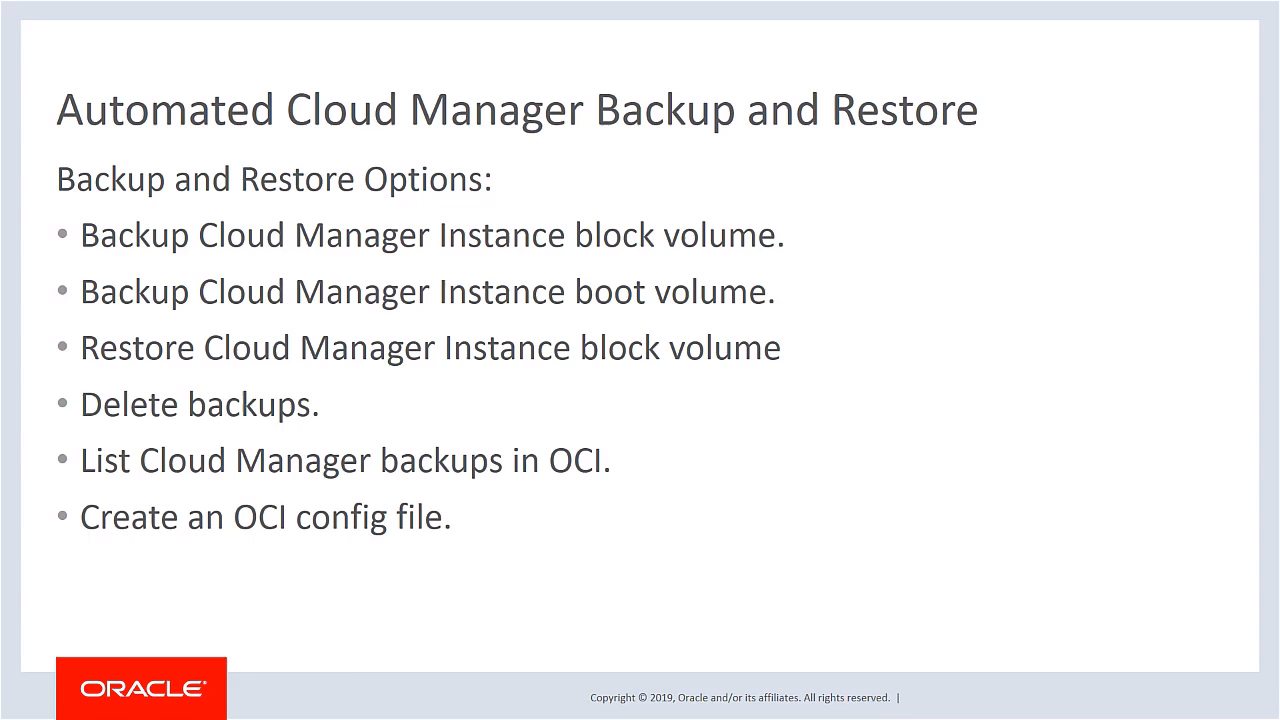 Automated Cloud Manager Backup and Restore
Backup and Restore Options:
• Backup Cloud Manager Instance block volume.
• Backup Cloud Manager Instance boot volume.
• Restore Cloud Manager Instance block volume
• Delete backups.
• List Cloud Manager backups in OCI.
• Create an OCI config file.
ORACLE®
Copyright © 2019, Oracle and/or its affiliates. All rights reserved. |